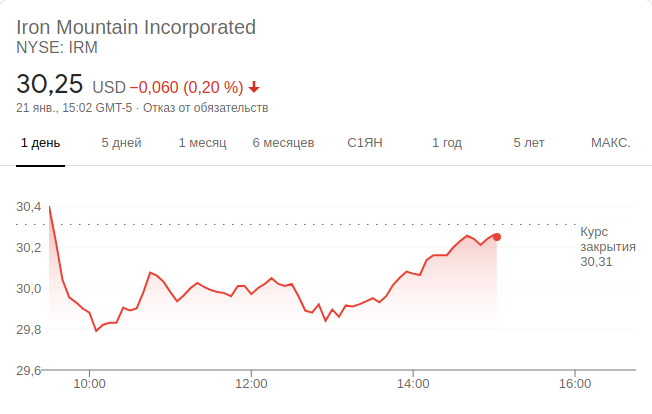 Iron Mountain Incorporated
NYSE: IRM
30,25 USD −0,060 (0,20 %)
21 янв., 15:02 GMT-5 · Отказ от обязательств
1 день 5 дней 1 месяц 6 месяцев С1ЯН 1 год 5 лет МАКС.
30,4
Курс
закрытия
30,31
30,2
30,0
29,8
29,6
10:00 12:00 14:00 16:00